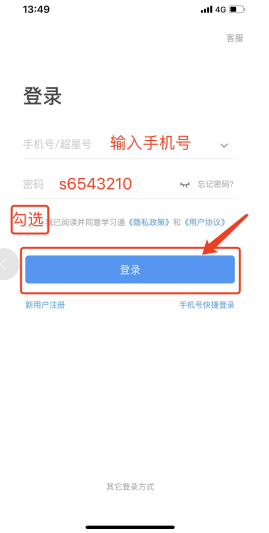 13:49 4G
客服
登录
手机号/超星号 输入手机号
密码 s6543210 忘记密码?
勾选 我已阅读并同意学习通《隐私政策》和《用户协议》
登录
新用户注册 手机号快捷登录
其它登录方式